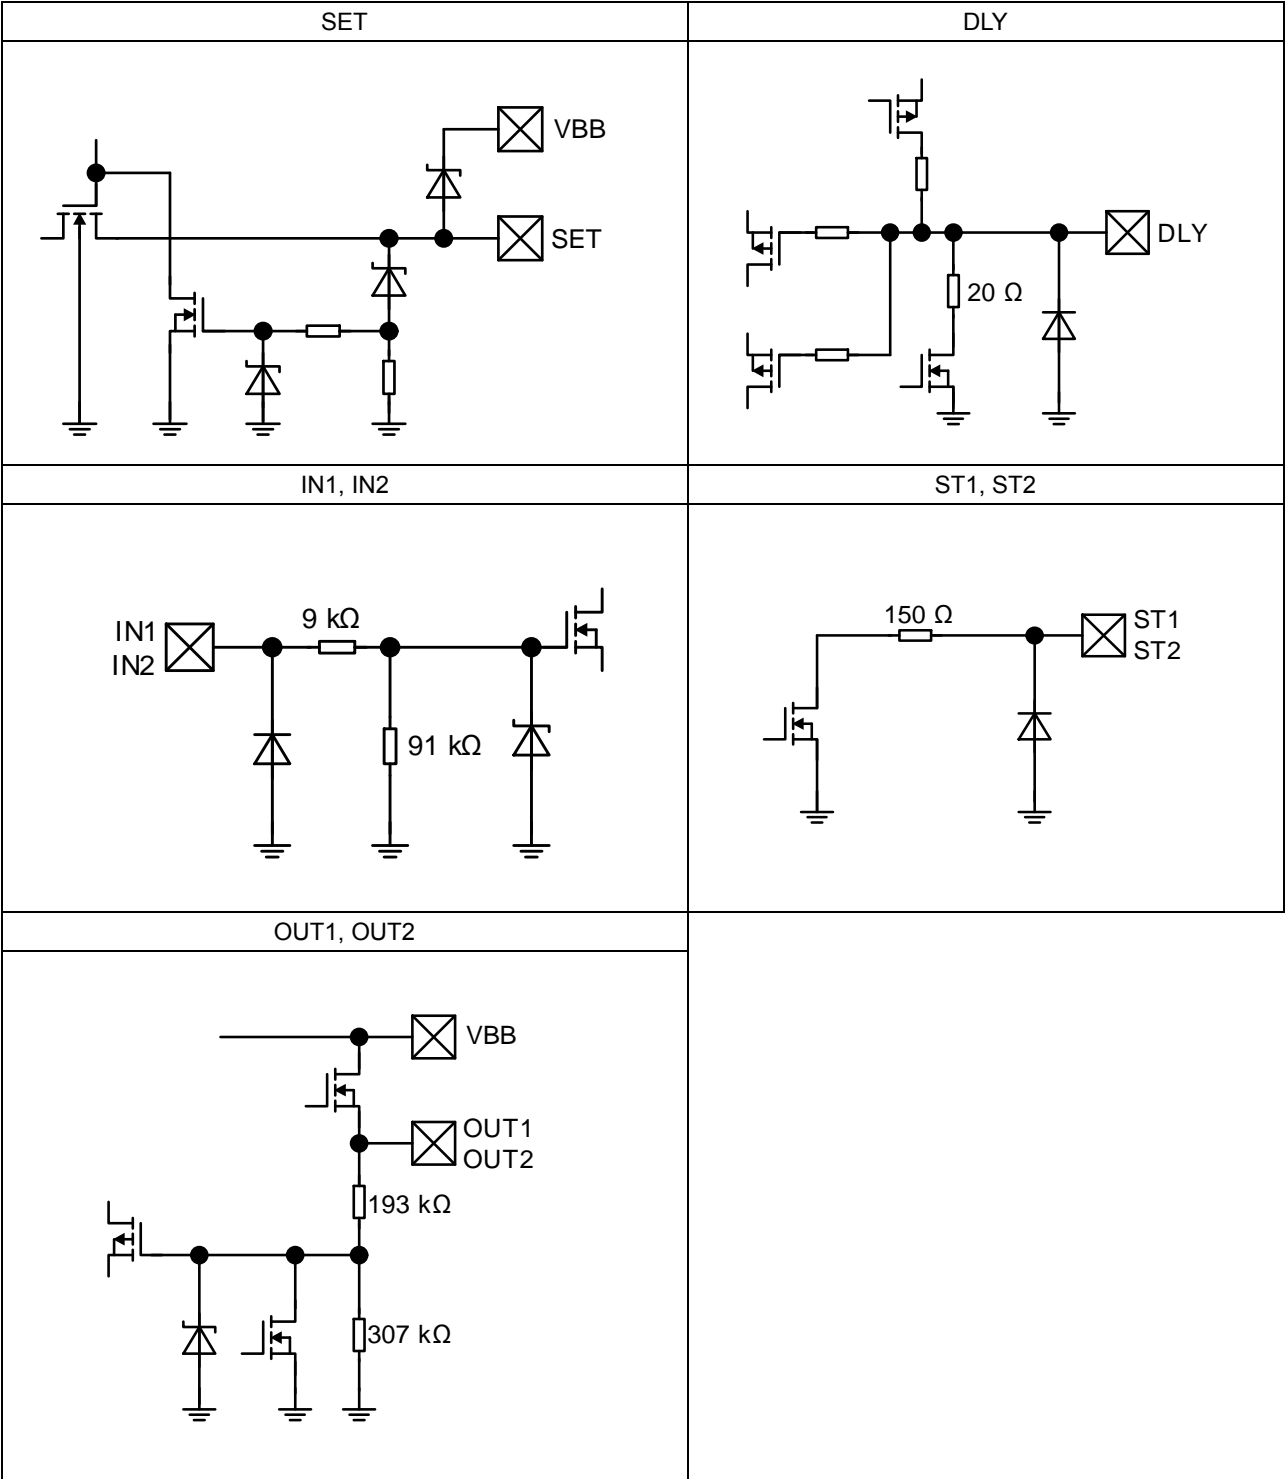 SET
DLY
VBB
SET
DLY
20 Ω
IN1, IN2
ST1, ST2
IN1
IN2
9 kΩ
91 kΩ
150 Ω
ST1
ST2
OUT1, OUT2
VBB
OUT1
OUT2
193 kΩ
307 kΩ